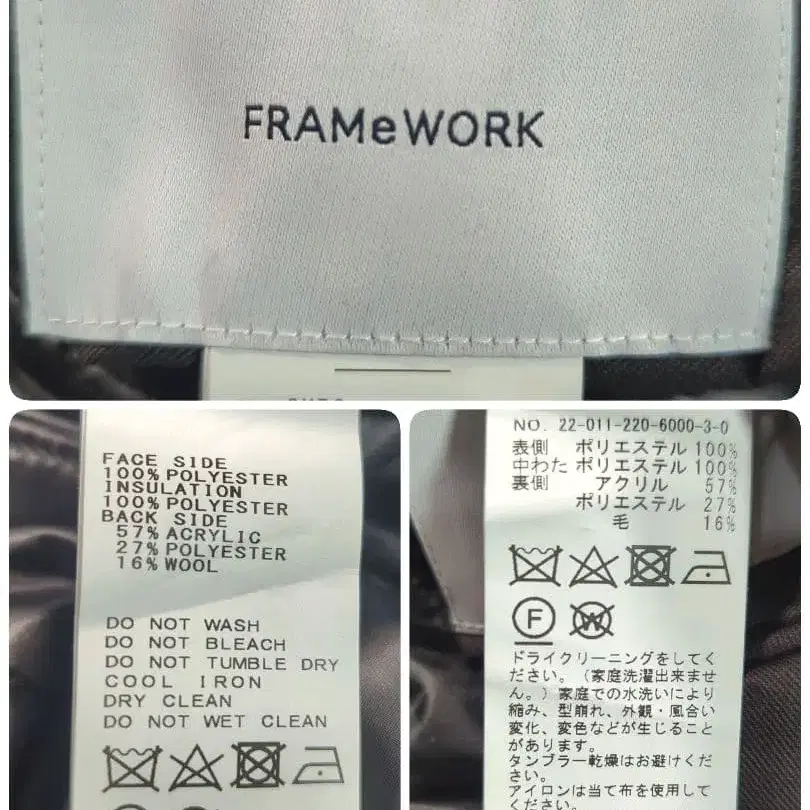 FRAMeWORK
FACE SIDE
100% POLYESTER
INSULATION
100% POLYESTER
BACK SIDE
57% ACRYLIC
27% POLYESTER
16% WOOL
DO NOT WASH
DO NOT BLEACH
DO NOT TUMBLE DRY
COOL IRON
DRY CLEAN
DO NOT WET CLEAN
NO. 22-011-220-6000-3-0
表側 ポリエステル 100%
中わた ポリエステル 100%
裏側 アクリル 57%
ポリエステル 27%
毛 16%
F W
ドライクリーニングをしてく
ださい。(家庭洗濯出来ませ
ん。)家庭での水洗いにより
縮み、型崩れ、外観・風合い
変化、変色などが生じること
があります。
タンブラー乾燥はお避けくだ
さい。
アイロンは当て布を使用して
ください。